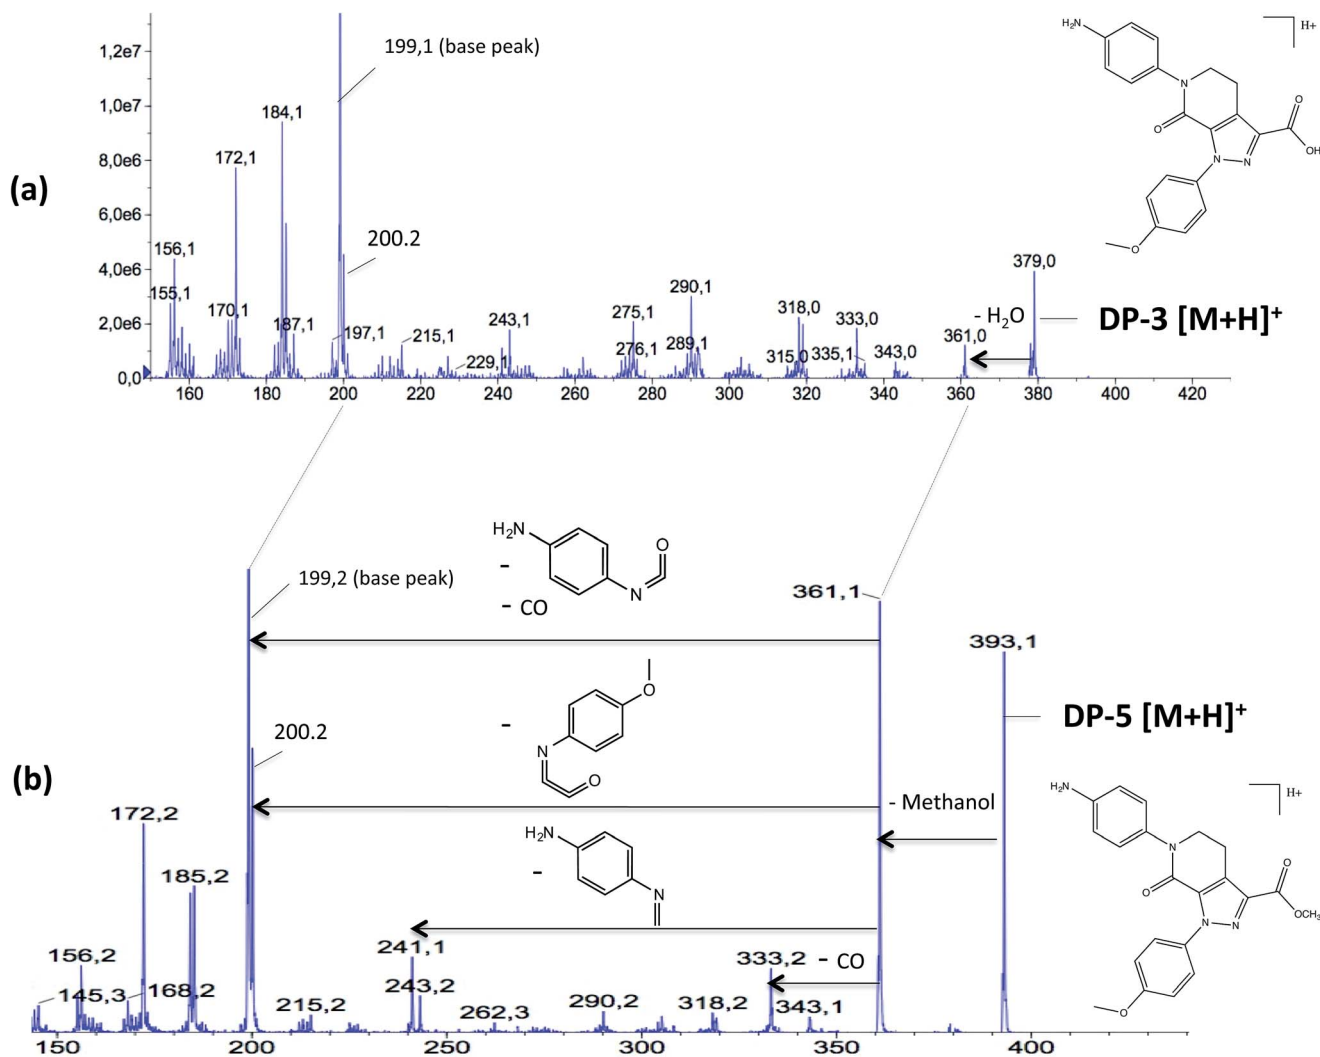 1,2e7
199,1 (base peak)
1,0e7
184,1
8,0e6
172,1
(a)
6,0e6
200.2
156,1
4,0e6
155,1
379,0
290,1
170,1
187,1
197,1
215,1
229,1
243,1
275,1
276,1
289,1
318,0
315,0
333,0
335,1
343,0
361,0
- H2O
DP-3 [M+H]+
2,0e6
0,0
160 180 200 220 240 260 280 300 320 340 360 380 400 420
H2N
H+
N
O
O
OH
N N
O
H2N
O
N
-
- CO
199,2 (base peak)
361,1
393,1
O
-
N
O
DP-5 [M+H]+
200.2
(b)
- Methanol
172,2
H2N
-
N
185,2
156,2
145,3
168,2
215,2
241,1
243,2
262,3
290,2
318,2
333,2
- CO
343,1
150 200 250 300 350 400
H2N
H+
N
O
O
OCH3
N N
O